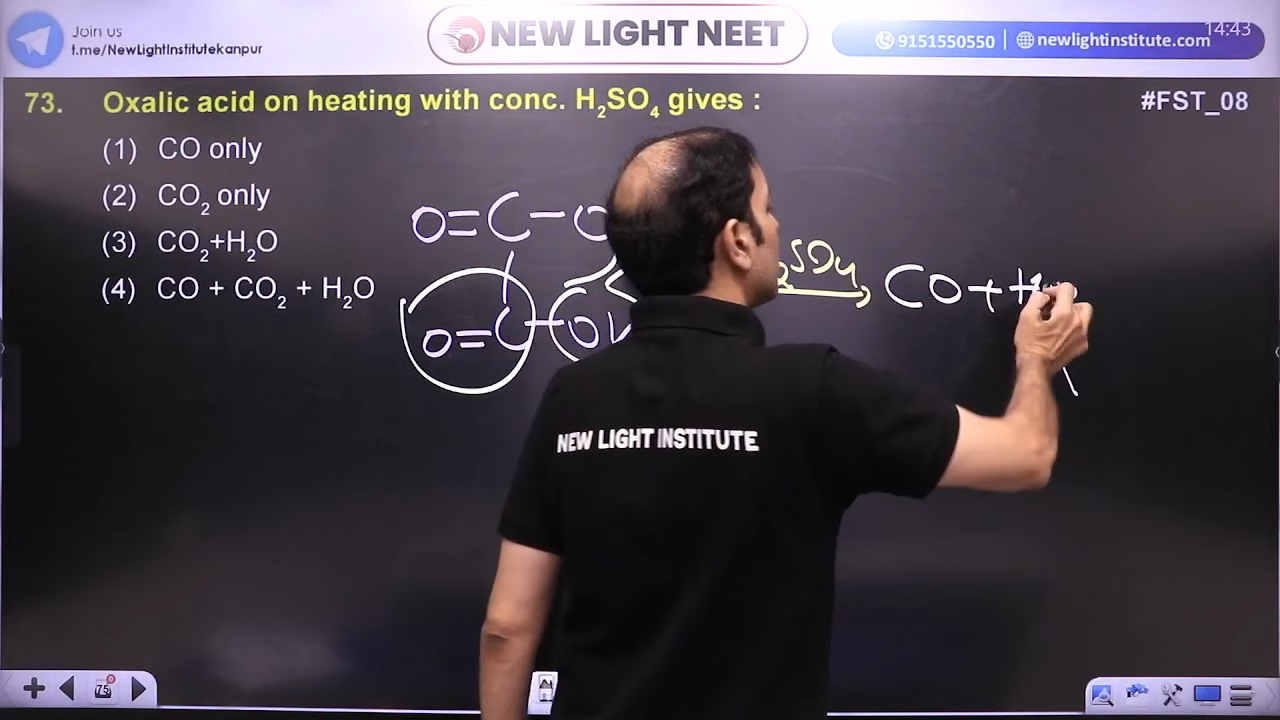 Join us
t.me/NewLightInstitutekanpur
NEW LIGHT NEET
9151550550 | newlightinstitute.com
14:43
73. Oxalic acid on heating with conc. H₂SO₄ gives :
#FST_08
(1) CO only
(2) CO₂ only
(3) CO₂+H₂O
(4) CO + CO₂ + H₂O
O=C-O
O=C-O
SO4
CO+H
NEW LIGHT INSTITUTE
75